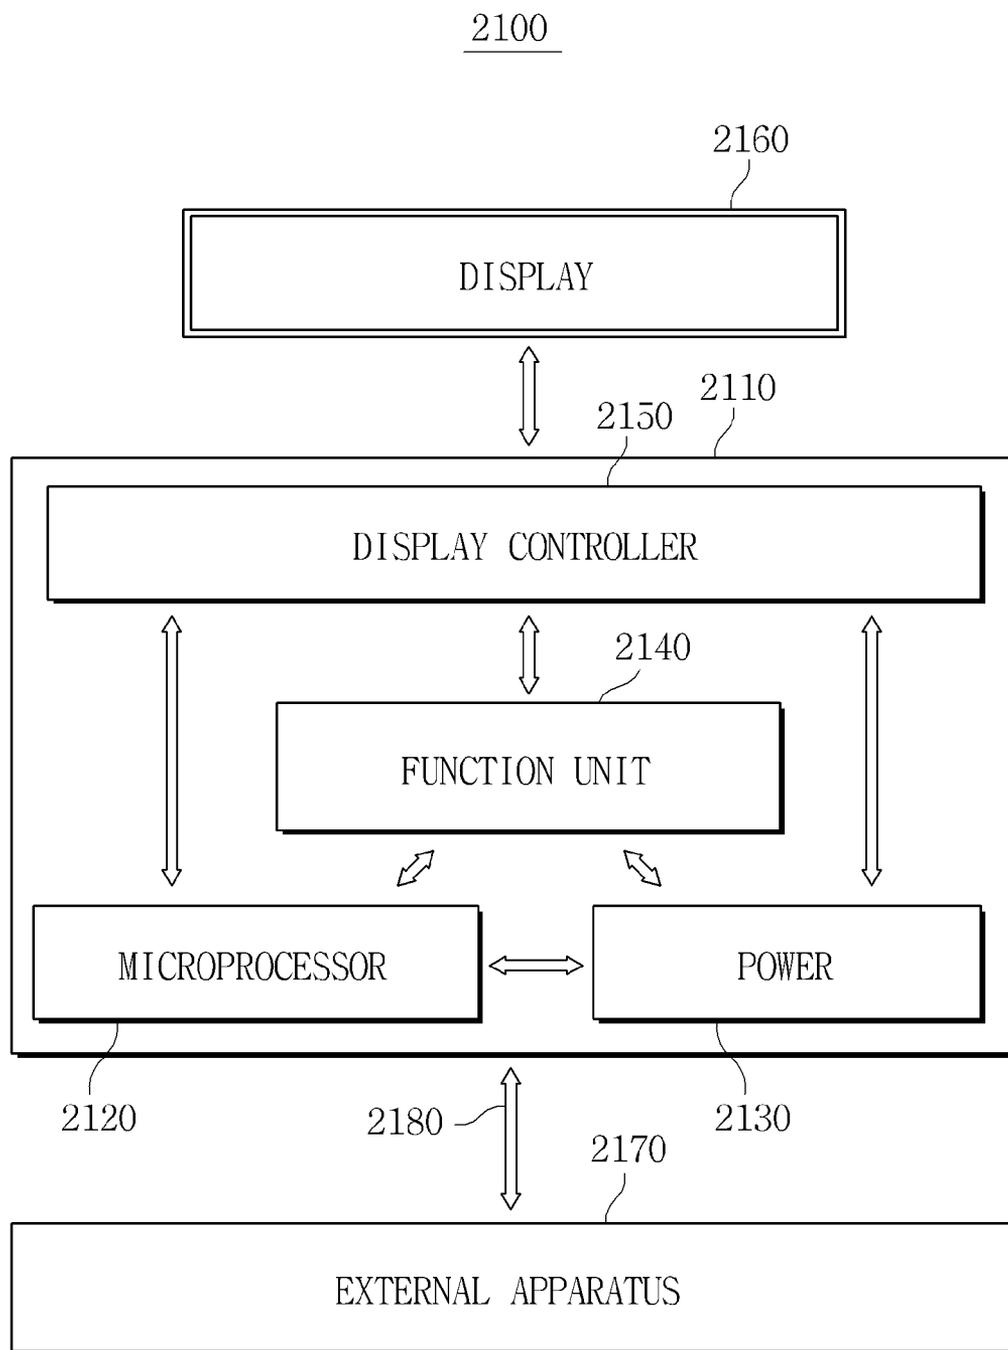 2100
2160
DISPLAY
2110
2150
DISPLAY CONTROLLER
2140
FUNCTION UNIT
MICROPROCESSOR
POWER
2120
2180
2130
2170
EXTERNAL APPARATUS